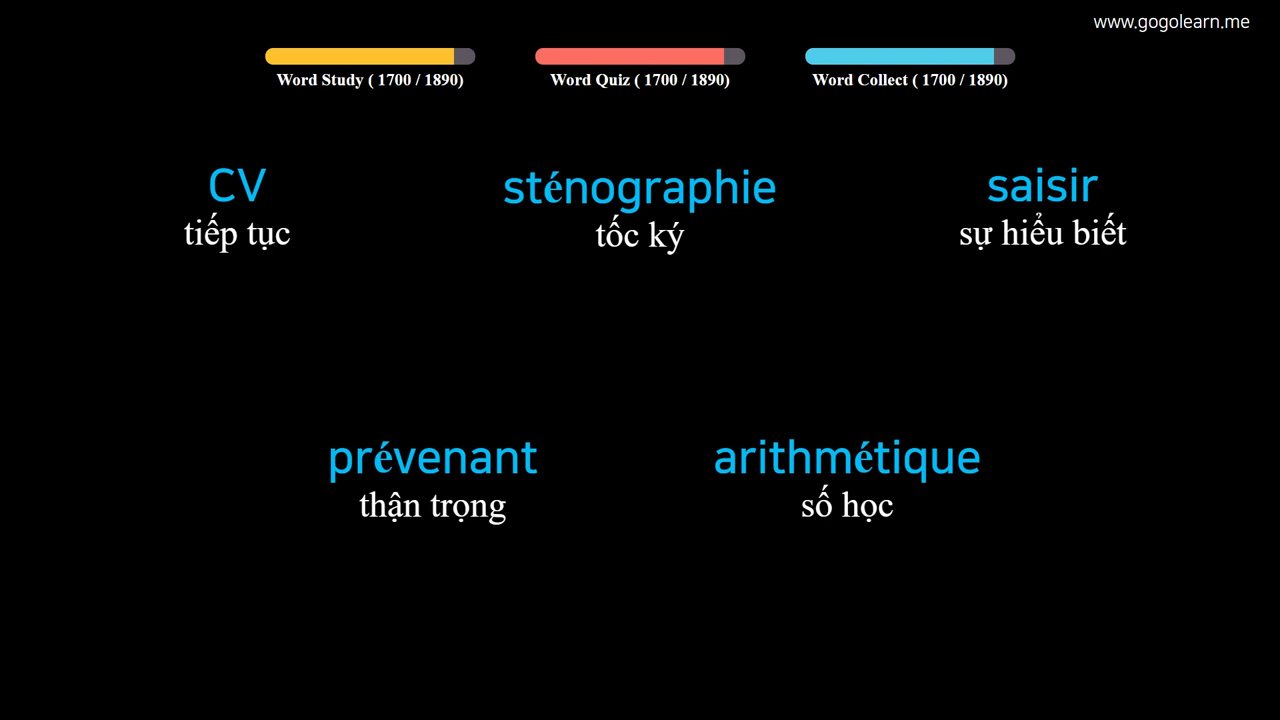 www.gogolearn.me
Word Study ( 1700 / 1890)
Word Quiz ( 1700 / 1890)
Word Collect ( 1700 / 1890)
CV
tiếp tục
sténographie
tốc ký
saisir
sự hiểu biết
prévenant
thận trọng
arithmétique
số học